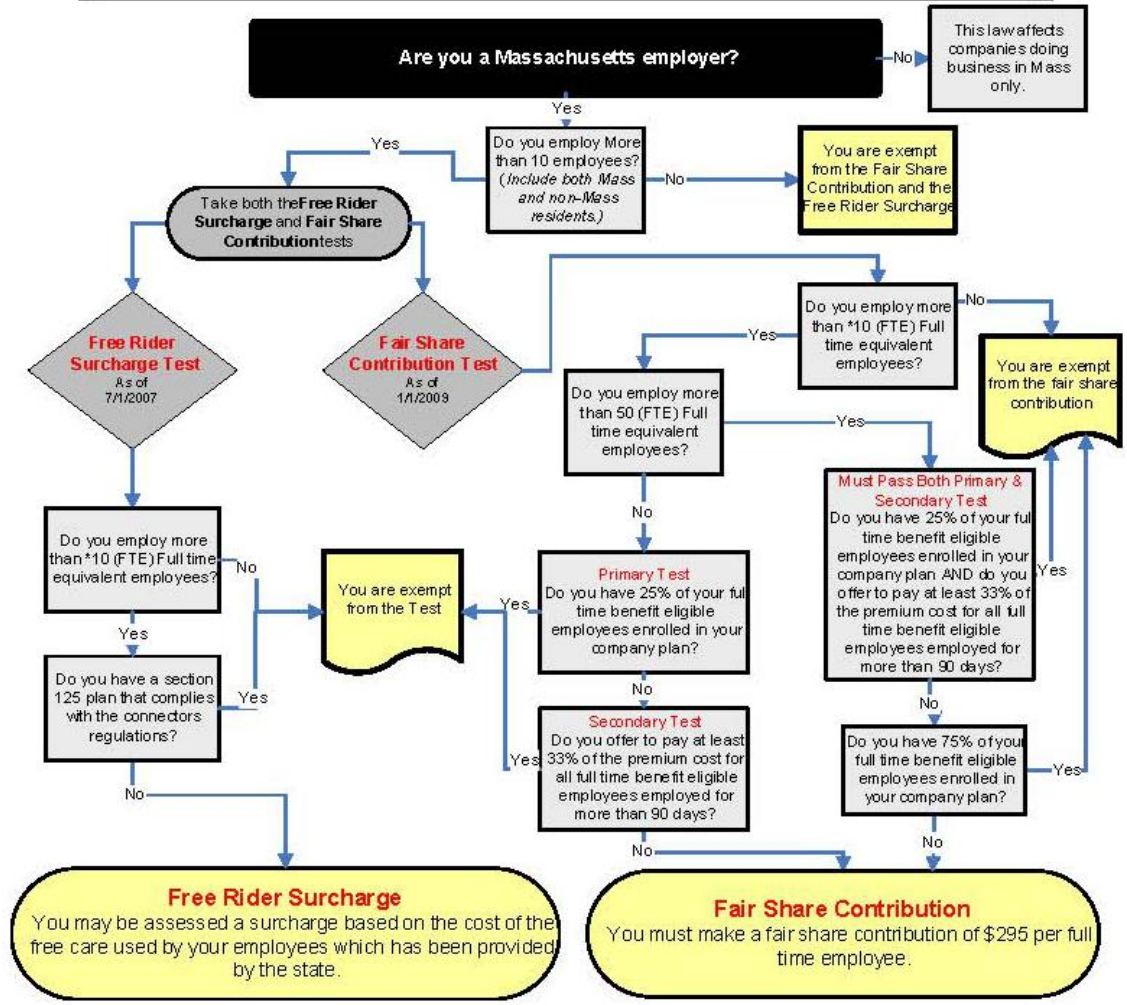 Are you a Massachusetts employer?
No
This law affects
companies doing
business in Mass
only.
Yes
Do you employ More
than 10 employees?
(Include both Mass
and non-Mass
residents.)
Yes
No
You are exempt
from the Fair Share
Contribution and the
Free Rider Surcharge
Take both theFree Rider
Surcharge and Fair Share
Contributiontests
Free Rider
Surcharge Test
As of
7/1/2007
Fair Share
Contribution Test
As of
1/1/2009
Do you employ more
than *10 (FTE) Full
time equivalent
employees?
No
Yes
You are exempt
from the fair share
contribution
Do you employ more
than 50 (FTE) Full
time equivalent
employees?
Yes
No
Must Pass Both Primary &
Secondary Test
Do you have 25% of your full
time benefit eligible
employees enrolled in your
company plan AND do you
offer to pay at least 33% of
the premium cost for all full
time benefit eligible
employees employed for
more than 90 days?
Yes
No
Do you employ more
than *10 (FTE) Full time
equivalent employees?
No
Yes
You are exempt
from the Test
Primary Test
Do you have 25% of your full
time benefit eligible
employees enrolled in your
company plan?
Yes
No
Do you have a section
125 plan that complies
with the connectors
regulations?
Yes
No
Secondary Test
Do you offer to pay at least
33% of the premium cost for
all full time benefit eligible
employees employed for
more than 90 days?
Yes
No
Do you have 75% of your
full time benefit eligible
employees enrolled in
your company plan?
Yes
No
Free Rider Surcharge
You may be assessed a surcharge based on the cost of the
free care used by your employees which has been provided
by the state.
Fair Share Contribution
You must make a fair share contribution of $295 per full
time employee.